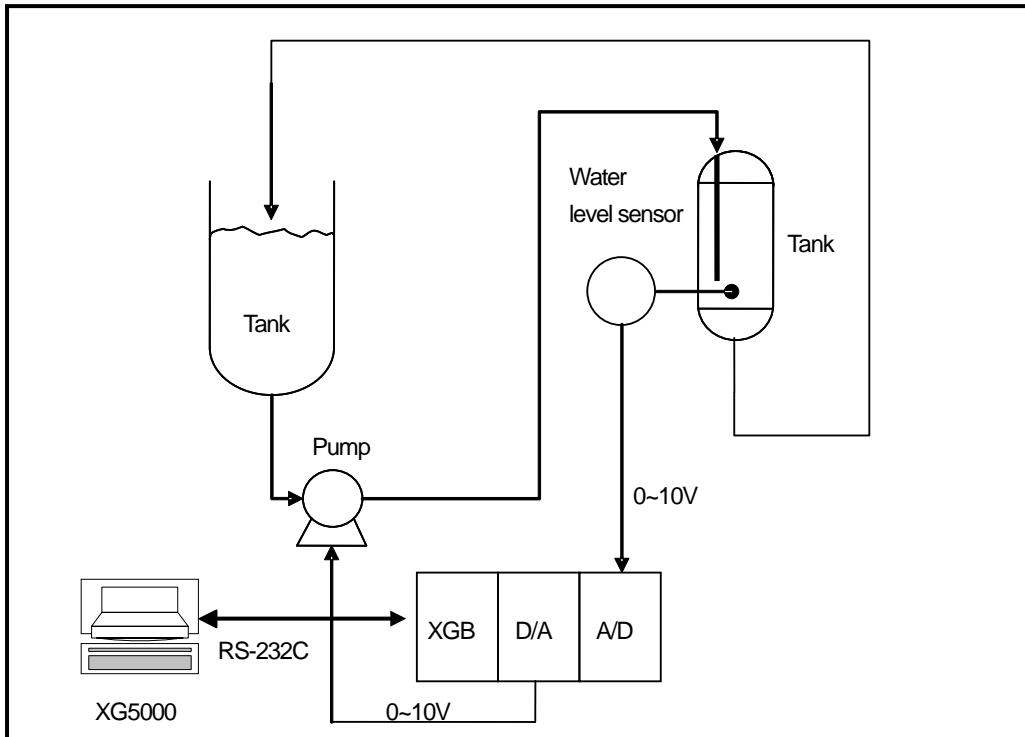 Water
level sensor
Tank
Tank
Pump
0~10V
XGB
D/A
A/D
RS-232C
XG5000
0~10V